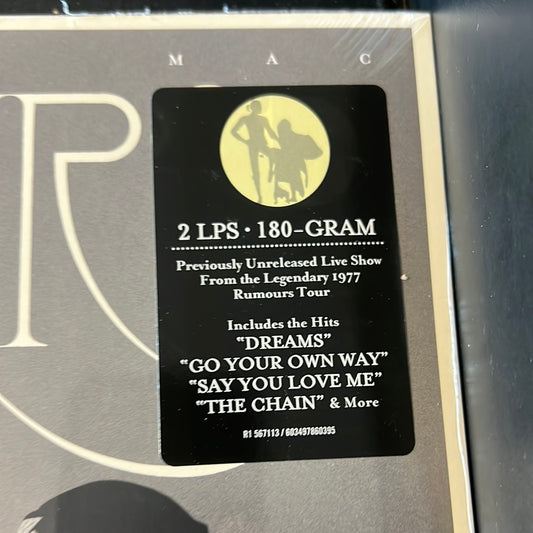 M A C
R
2 LPS • 180-GRAM
Previously Unreleased Live Show
From the Legendary 1977
Rumours Tour
Includes the Hits
“DREAMS”
“GO YOUR OWN WAY”
“SAY YOU LOVE ME”
“THE CHAIN” & More
R1 567113 / 603497860395